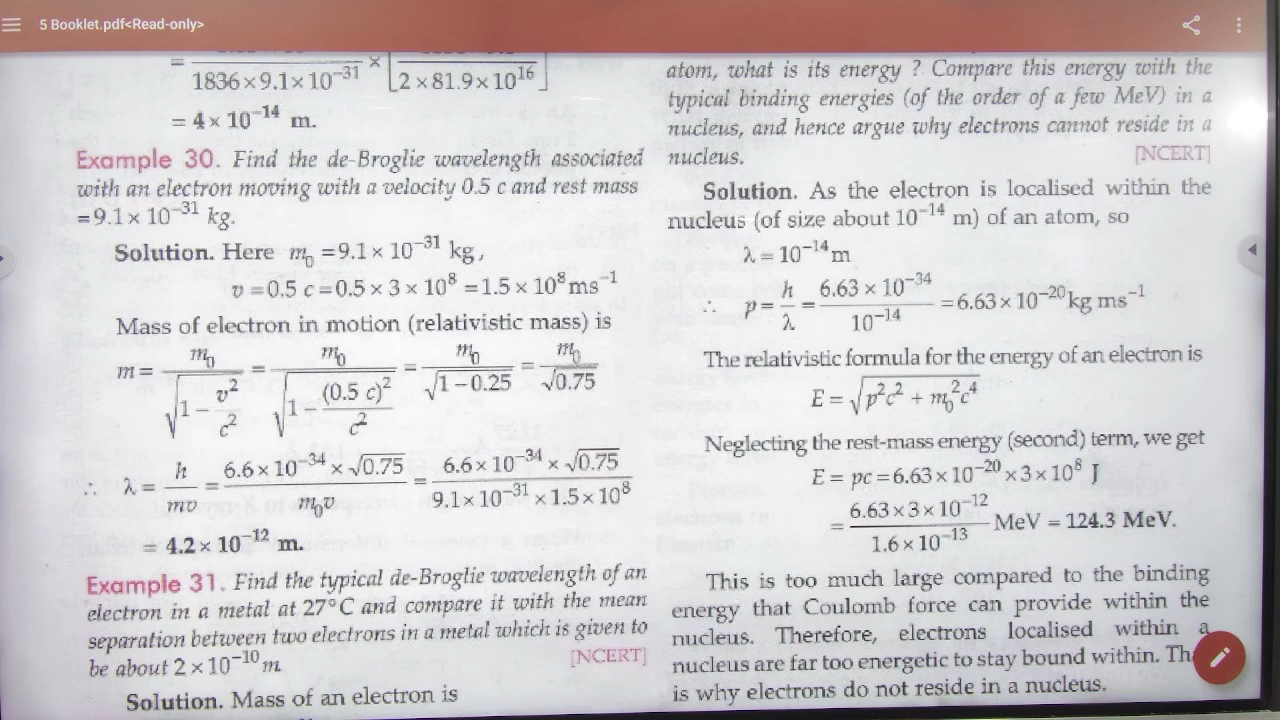 5 Booklet.pdf<Read-only>
= / 1836×9.1×10⁻³¹ × [ / 2×81.9×10¹⁶ ]
= 4×10⁻¹⁴ m.
Example 30. Find the de-Broglie wavelength associated
with an electron moving with a velocity 0.5 c and rest mass
=9.1×10⁻³¹ kg.
Solution. Here m₀ =9.1×10⁻³¹ kg,
v=0.5 c=0.5×3×10⁸ =1.5×10⁸ ms⁻¹
Mass of electron in motion (relativistic mass) is
m = m₀/√(1 − v²/c²) = m₀/√(1 − (0.5 c)²/c²) = m₀/√(1−0.25) = m₀/√0.75
∴ λ = h/mv = 6.6×10⁻³⁴×√0.75 / m₀v = 6.6×10⁻³⁴×√0.75 / 9.1×10⁻³¹×1.5×10⁸
= 4.2×10⁻¹² m.
Example 31. Find the typical de-Broglie wavelength of an
electron in a metal at 27°C and compare it with the mean
separation between two electrons in a metal which is given to
be about 2×10⁻¹⁰ m [NCERT]
Solution. Mass of an electron is
atom, what is its energy ? Compare this energy with the
typical binding energies (of the order of a few MeV) in a
nucleus, and hence argue why electrons cannot reside in a
nucleus. [NCERT]
Solution. As the electron is localised within the
nucleus (of size about 10⁻¹⁴ m) of an atom, so
λ = 10⁻¹⁴ m
∴ p = h/λ = 6.63×10⁻³⁴ / 10⁻¹⁴ = 6.63×10⁻²⁰ kg ms⁻¹
The relativistic formula for the energy of an electron is
E = √(p²c² + m₀²c⁴)
Neglecting the rest-mass energy (second) term, we get
E = pc = 6.63×10⁻²⁰×3×10⁸ J
= 6.63×3×10⁻¹² / 1.6×10⁻¹³ MeV = 124.3 MeV.
This is too much large compared to the binding
energy that Coulomb force can provide within the
nucleus. Therefore, electrons localised within a
nucleus are far too energetic to stay bound within.
is why electrons do not reside in a nucleus.